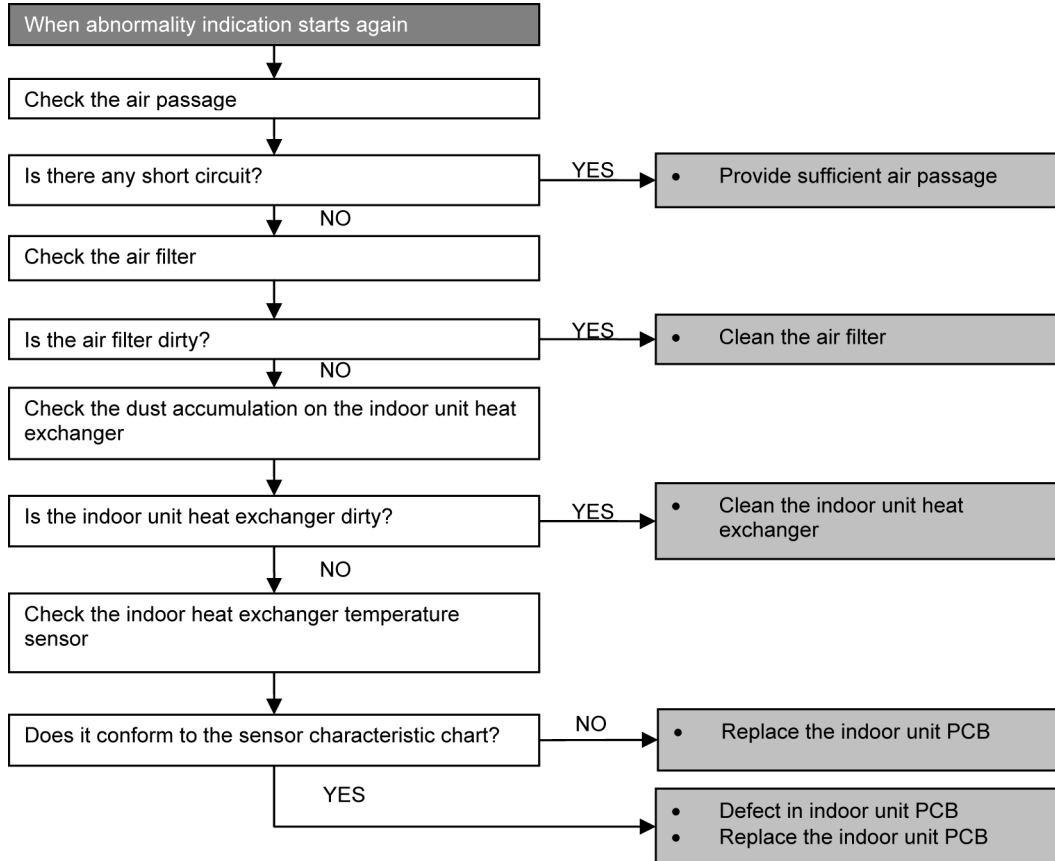 When abnormality indication starts again
Check the air passage
Is there any short circuit?
YES
• Provide sufficient air passage
NO
Check the air filter
Is the air filter dirty?
YES
• Clean the air filter
NO
Check the dust accumulation on the indoor unit heat
exchanger
Is the indoor unit heat exchanger dirty?
YES
• Clean the indoor unit heat
exchanger
NO
Check the indoor heat exchanger temperature
sensor
Does it conform to the sensor characteristic chart?
NO
• Replace the indoor unit PCB
YES
• Defect in indoor unit PCB
• Replace the indoor unit PCB